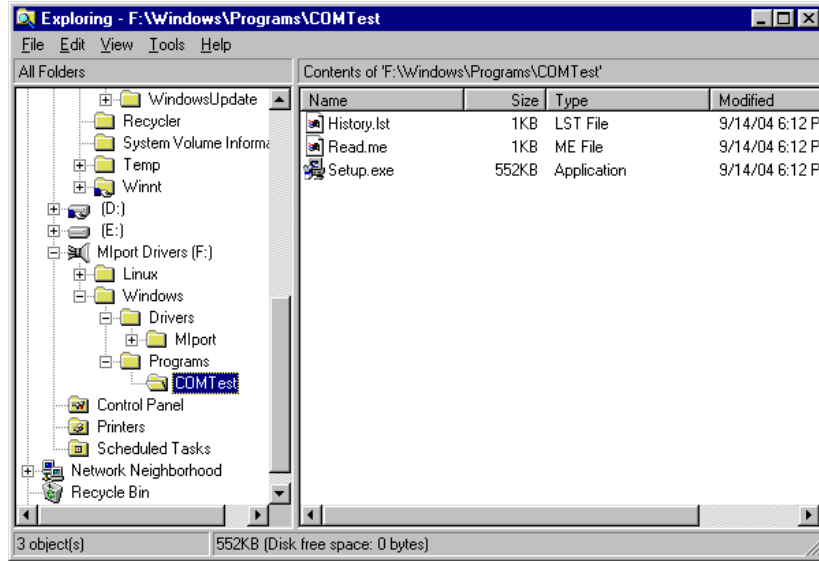 Exploring - F:\Windows\Programs\COMTest
File Edit View Tools Help
All Folders
Contents of 'F:\Windows\Programs\COMTest'
WindowsUpdate
Recycler
System Volume Informa
Temp
Winnt
(D:)
(E:)
MIport Drivers (F:)
Linux
Windows
Drivers
MIport
Programs
COMTest
Control Panel
Printers
Scheduled Tasks
Network Neighborhood
Recycle Bin
Name Size Type Modified
History.lst 1KB LST File 9/14/04 6:12 P
Read.me 1KB ME File 9/14/04 6:12 P
Setup.exe 552KB Application 9/14/04 6:12 P
3 object(s) 552KB (Disk free space: 0 bytes)